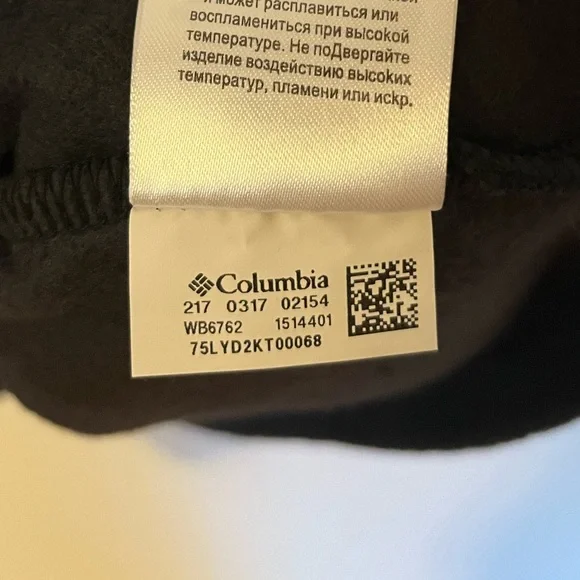 и может расплавиться или
воспламениться при высокой
температуре. Не подвергайте
изделие воздействию высоких
температур, пламени или искр.
Columbia
217 0317 02154
WB6762 1514401
75LYD2KT00068